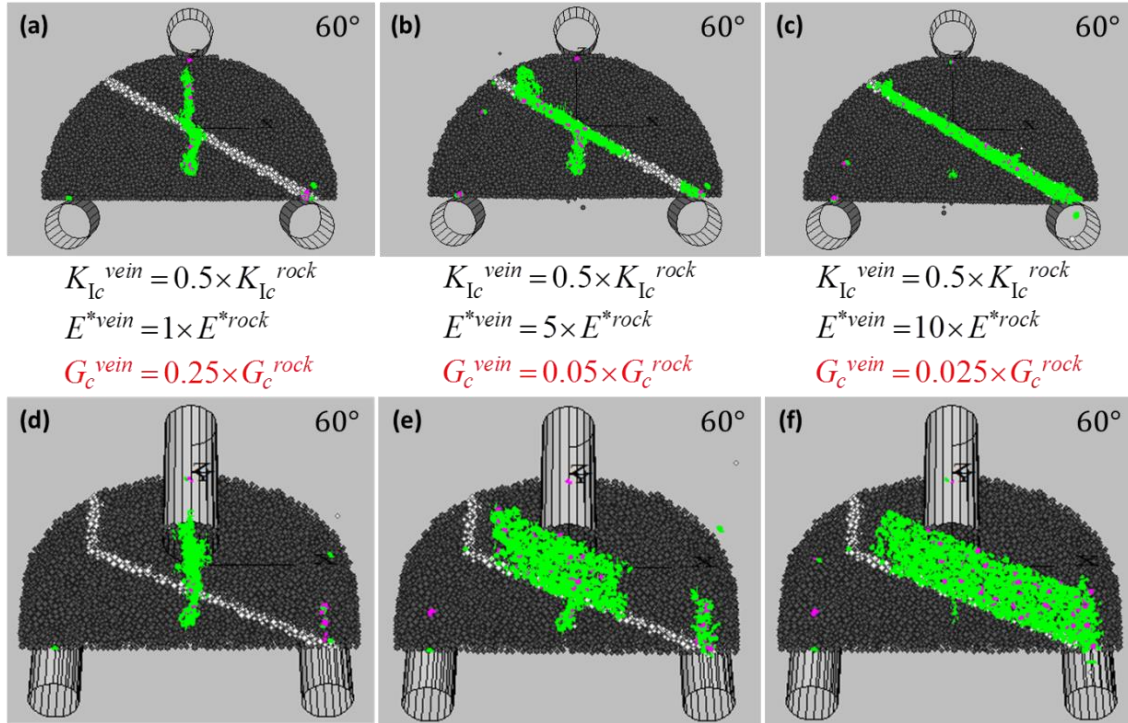 (a) 60°
(b) 60°
(c) 60°
K_Ic^vein = 0.5 × K_Ic^rock
E*^vein = 1 × E*^rock
G_c^vein = 0.25 × G_c^rock
K_Ic^vein = 0.5 × K_Ic^rock
E*^vein = 5 × E*^rock
G_c^vein = 0.05 × G_c^rock
K_Ic^vein = 0.5 × K_Ic^rock
E*^vein = 10 × E*^rock
G_c^vein = 0.025 × G_c^rock
(d) 60°
(e) 60°
(f) 60°